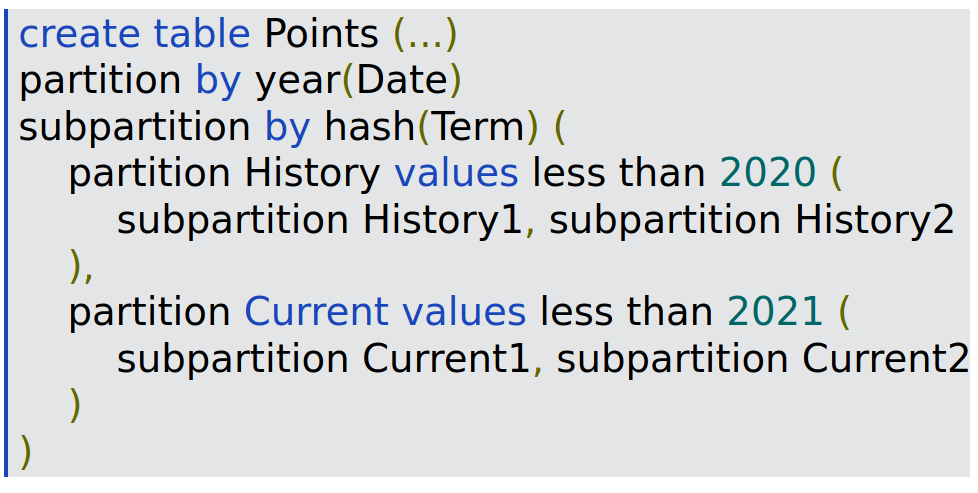 create table Points (...)
partition by year(Date)
subpartition by hash(Term) (
partition History values less than 2020 (
subpartition History1, subpartition History2
),
partition Current values less than 2021 (
subpartition Current1, subpartition Current2
)
)